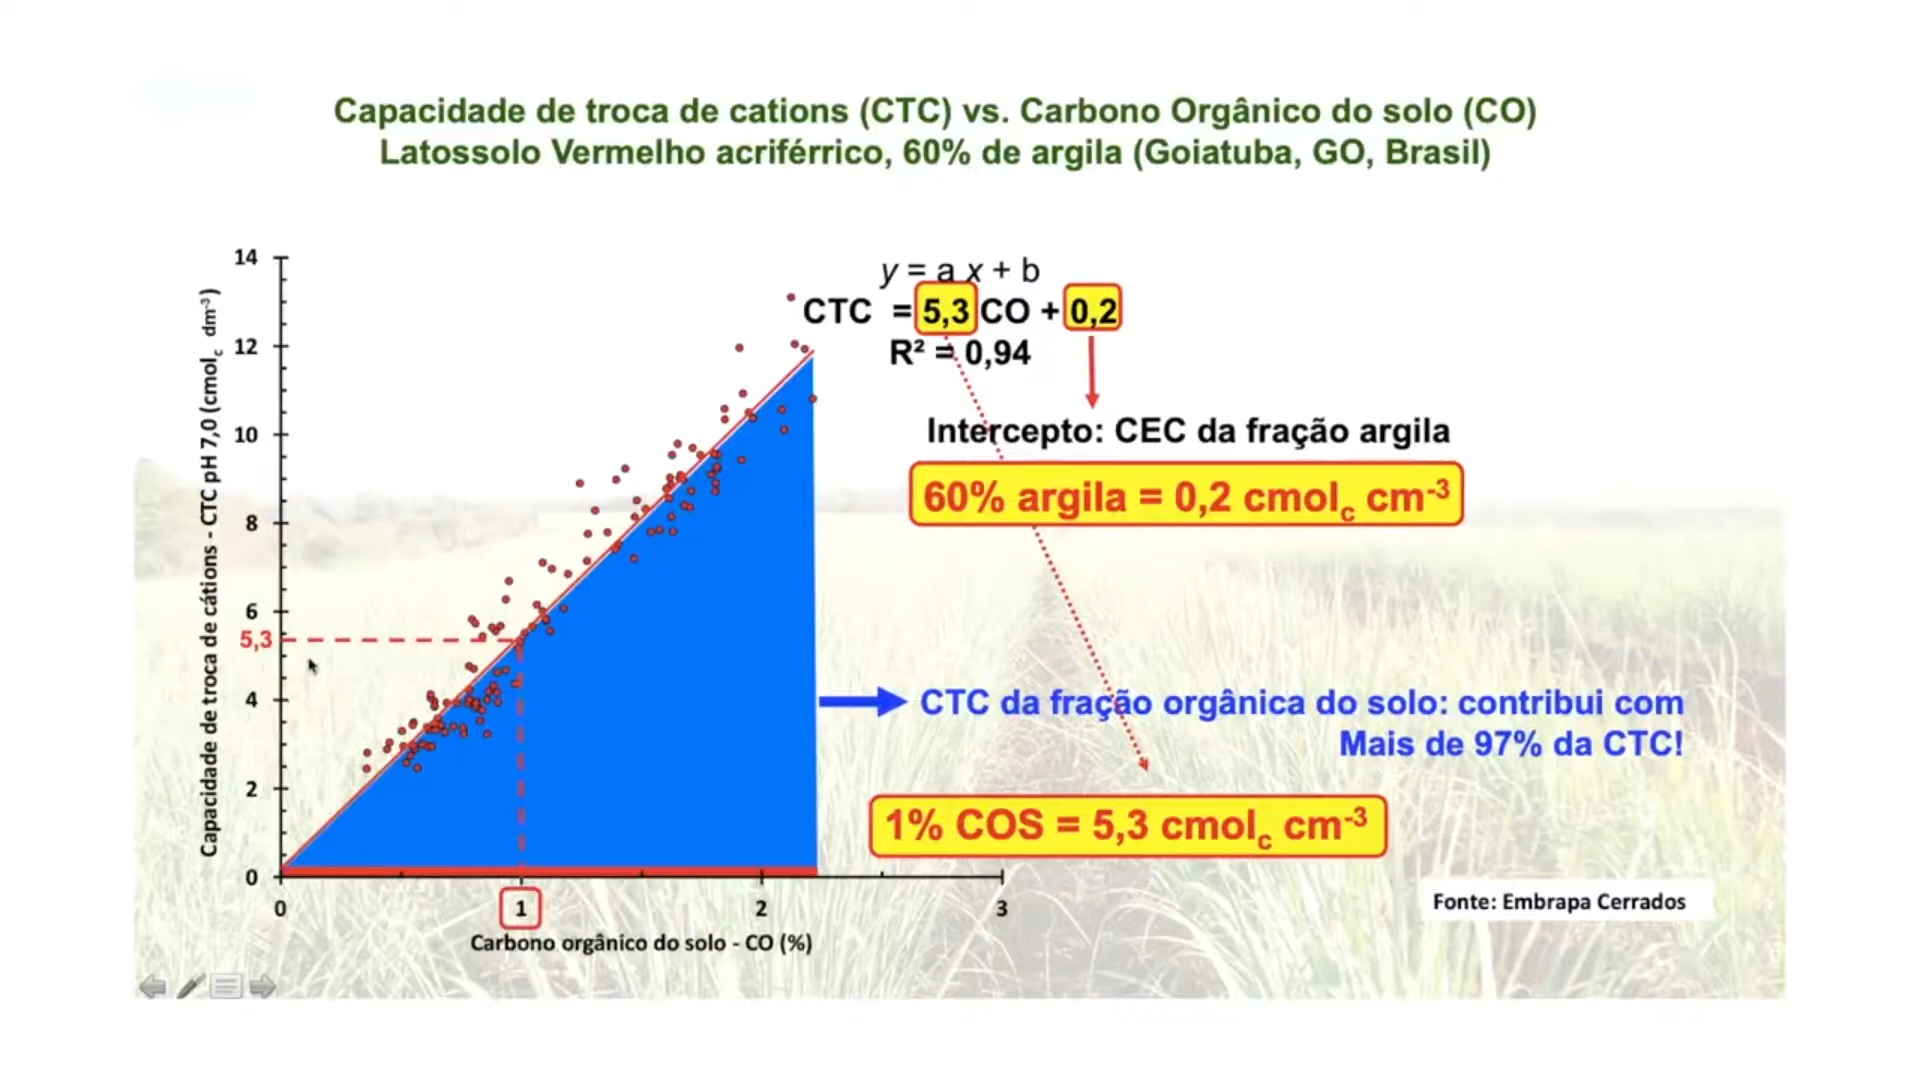 Capacidade de troca de cations (CTC) vs. Carbono Orgânico do solo (CO)
Latossolo Vermelho acriférrico, 60% de argila (Goiatuba, GO, Brasil)
Capacidade de troca de cátions - CTC pH 7,0 (cmolc dm-3)
14
12
10
8
6
5,3
4
2
0
0
1
2
3
Carbono orgânico do solo - CO (%)
y = a x + b
CTC = 5,3 CO + 0,2
R² = 0,94
Intercepto: CEC da fração argila
60% argila = 0,2 cmolc cm-3
CTC da fração orgânica do solo: contribui com
Mais de 97% da CTC!
1% COS = 5,3 cmolc cm-3
Fonte: Embrapa Cerrados